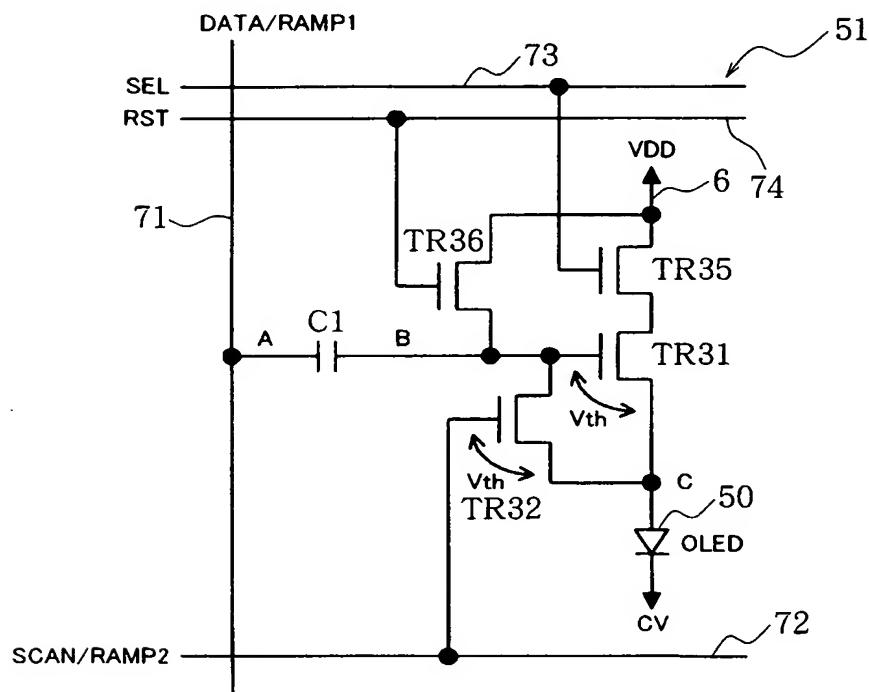 DATA/RAMP1
51
73
SEL
RST
VDD
74
6
71
TR36
TR35
C1
A
B
TR31
Vth
Vth
C
TR32
50
OLED
CV
72
SCAN/RAMP2